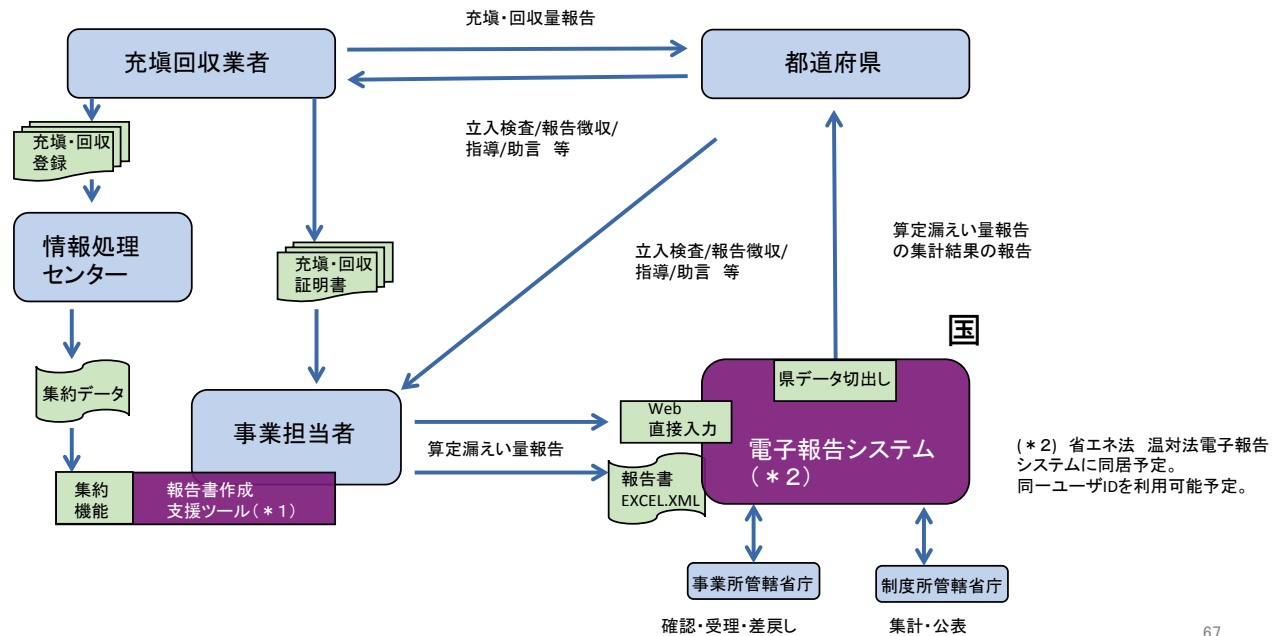 充塡・回収量報告
充塡回収業者
都道府県
充塡・回収
登録
立入検査/報告徴収/
指導/助言 等
情報処理
センター
充塡・回収
証明書
立入検査/報告徴収/
指導/助言 等
算定漏えい量報告
の集計結果の報告
国
県データ切出し
集約データ
事業担当者
Web
直接入力
電子報告システム
(＊2)
算定漏えい量報告
報告書
EXCEL.XML
(＊2) 省エネ法 温対法電子報告
システムに同居予定。
同一ユーザIDを利用可能予定。
集約
機能
報告書作成
支援ツール(＊1)
事業所管轄省庁
制度所管轄省庁
確認・受理・差戻し
集計・公表
67